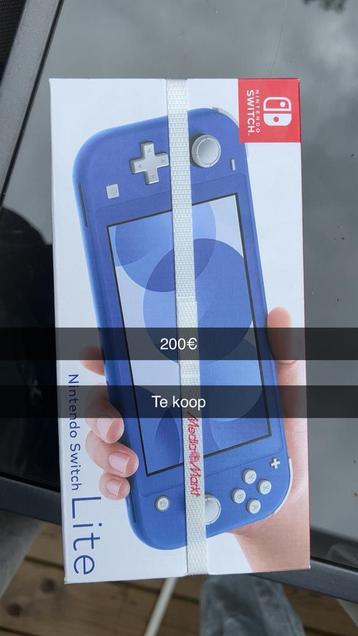 NINTENDO
SWITCH
200€
Te koop
MediaMarkt
Nintendo Switch Lite